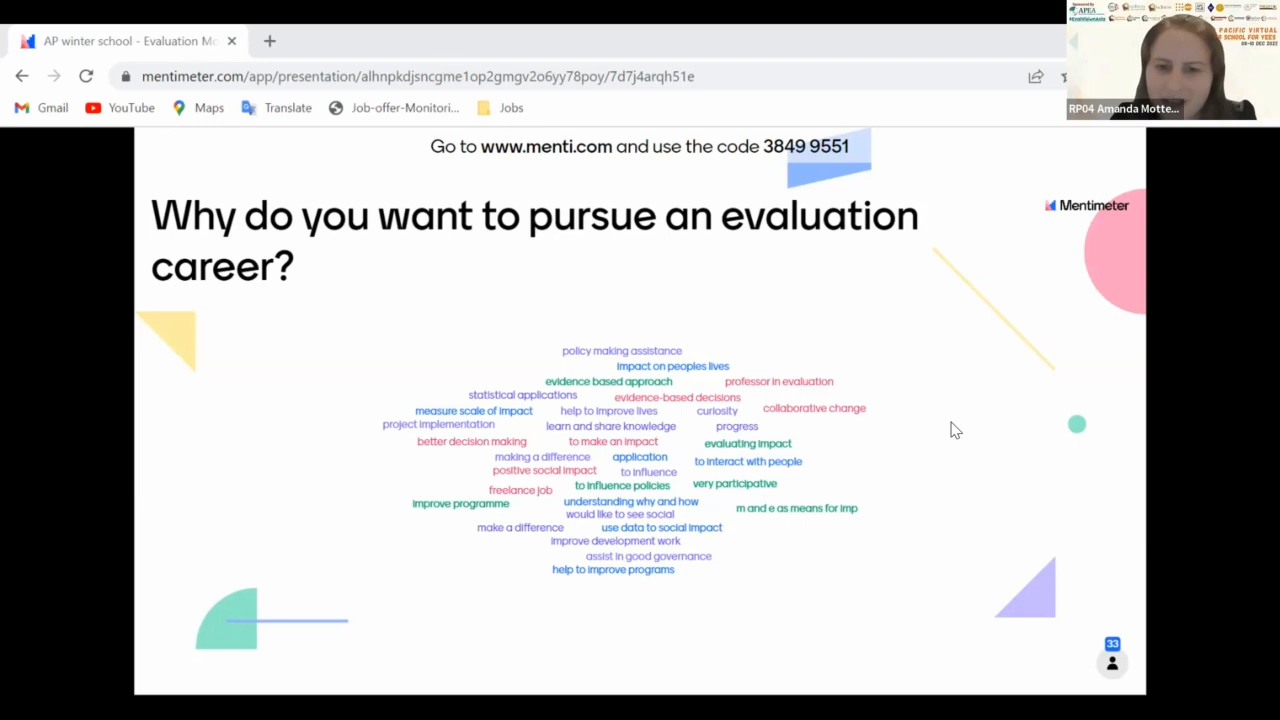 AP winter school - Evaluation Mo
mentimeter.com/app/presentation/alhnpkdjsncgme1op2gmgv2o6yy78poy/7d7j4arqh51e
Gmail
YouTube
Maps
Translate
Job-offer-Monitori...
Jobs
APEA
PACIFIC VIRTUAL
SCHOOL FOR YEES
RP04 Amanda Motte...
Go to www.menti.com and use the code 3849 9551
Why do you want to pursue an evaluation
career?
Mentimeter
policy making assistance
impact on peoples lives
evidence based approach
professor in evaluation
statistical applications
evidence-based decisions
measure scale of impact
help to improve lives
curiosity
collaborative change
project implementation
learn and share knowledge
progress
better decision making
to make an impact
evaluating impact
making a difference
application
to interact with people
positive social impact
to influence
freelance job
to influence policies
very participative
improve programme
understanding why and how
m and e as means for imp
would like to see social
make a difference
use data to social impact
improve development work
assist in good governance
help to improve programs
33